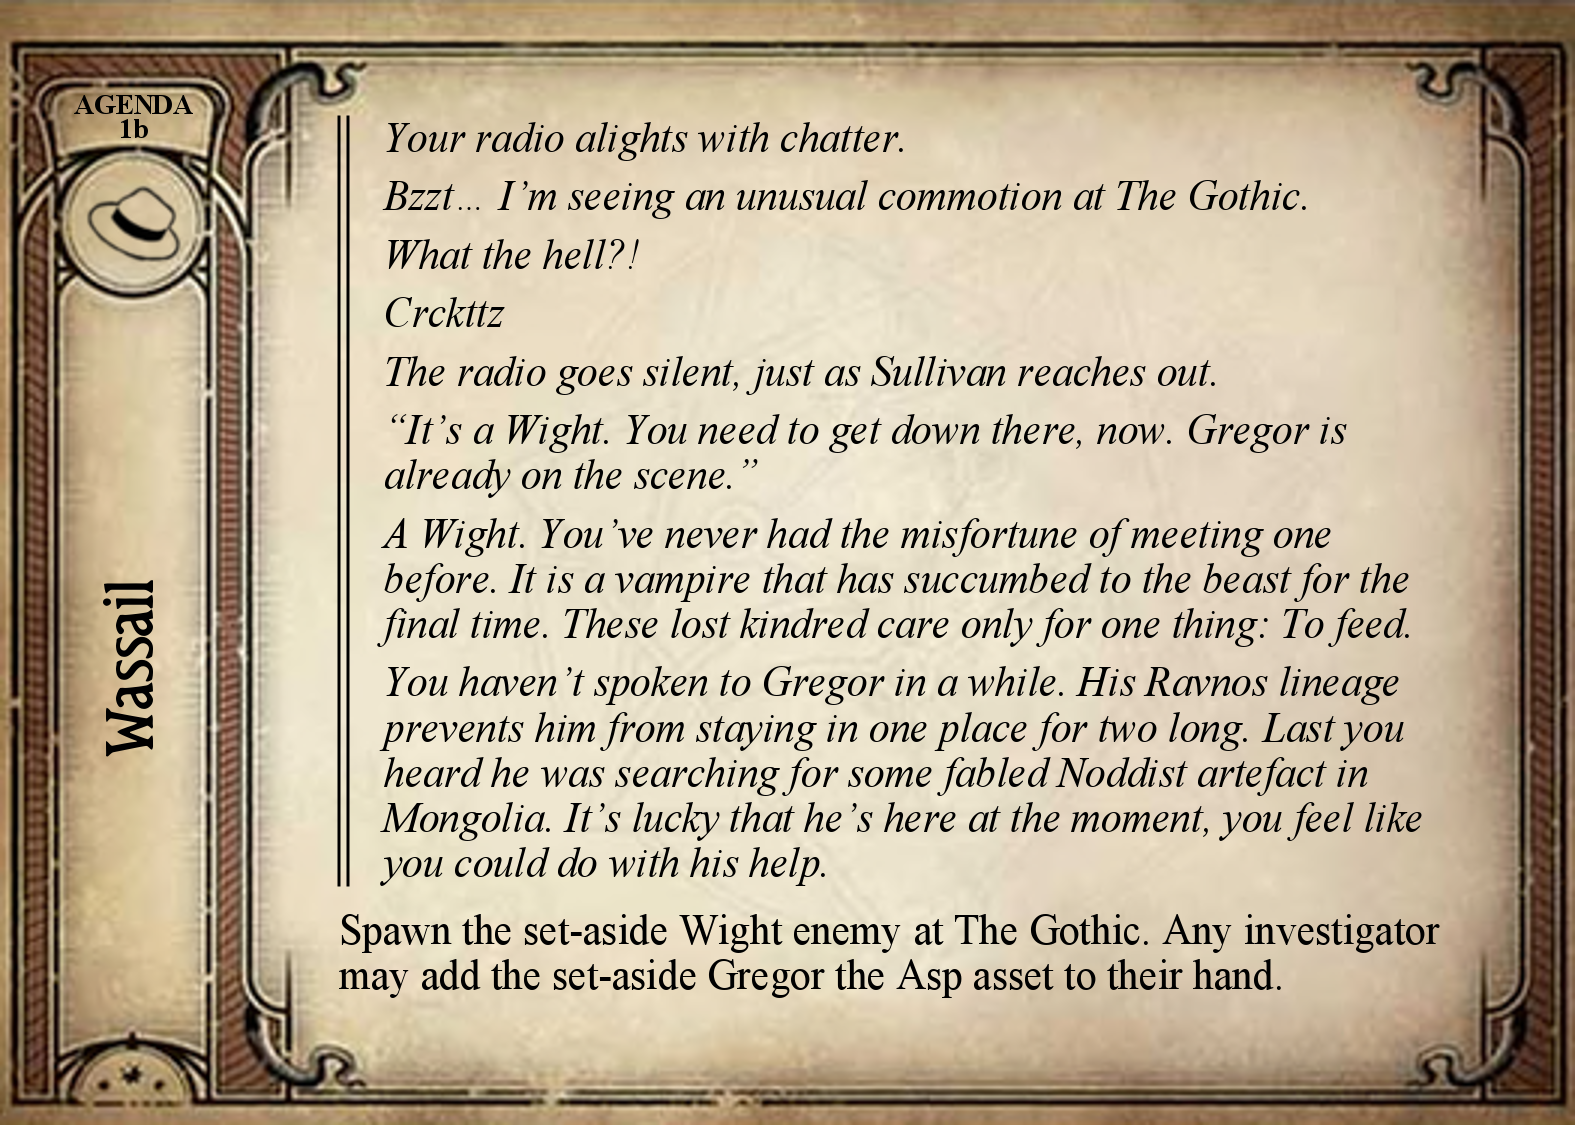 AGENDA
1b
Wassail
Your radio alights with chatter.
Bzzt… I’m seeing an unusual commotion at The Gothic.
What the hell?!
Crckttz
The radio goes silent, just as Sullivan reaches out.
“It’s a Wight. You need to get down there, now. Gregor is
already on the scene.”
A Wight. You’ve never had the misfortune of meeting one
before. It is a vampire that has succumbed to the beast for the
final time. These lost kindred care only for one thing: To feed.
You haven’t spoken to Gregor in a while. His Ravnos lineage
prevents him from staying in one place for two long. Last you
heard he was searching for some fabled Noddist artefact in
Mongolia. It’s lucky that he’s here at the moment, you feel like
you could do with his help.
Spawn the set-aside Wight enemy at The Gothic. Any investigator
may add the set-aside Gregor the Asp asset to their hand.